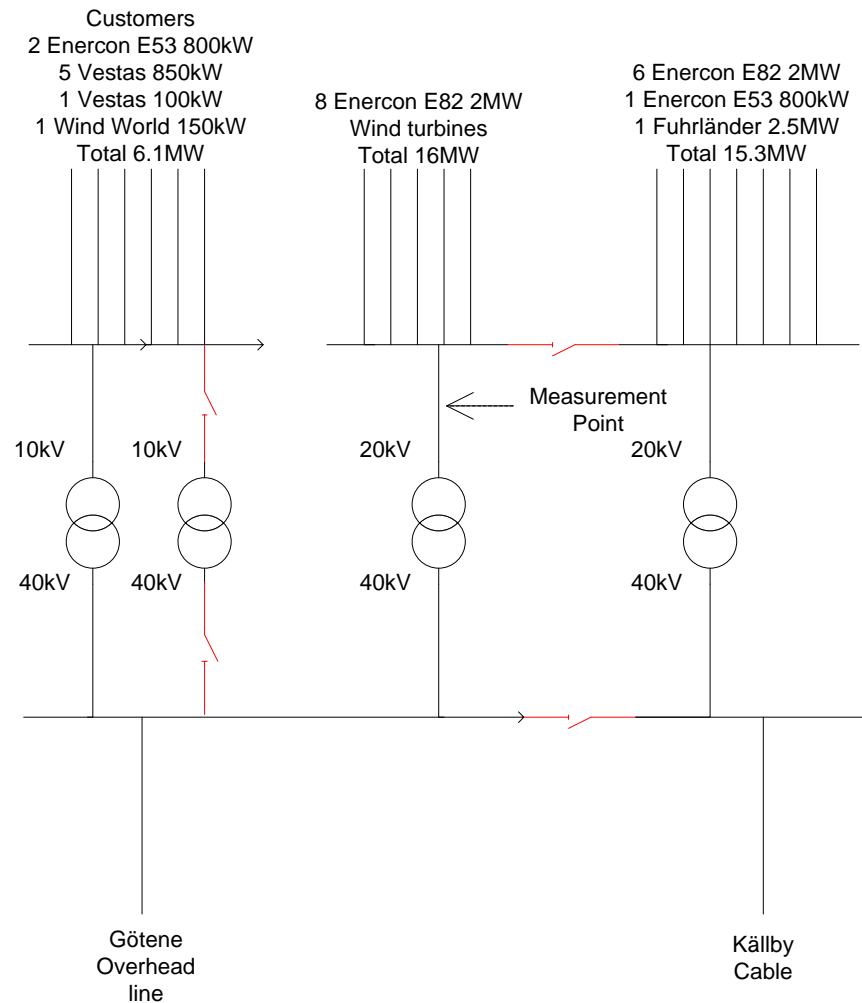 Customers
2 Enercon E53 800kW
5 Vestas 850kW
1 Vestas 100kW
1 Wind World 150kW
Total 6.1MW
8 Enercon E82 2MW
Wind turbines
Total 16MW
6 Enercon E82 2MW
1 Enercon E53 800kW
1 Fuhrländer 2.5MW
Total 15.3MW
Measurement
Point
10kV
10kV
20kV
20kV
40kV
40kV
40kV
40kV
Götene
Overhead
line
Källby
Cable